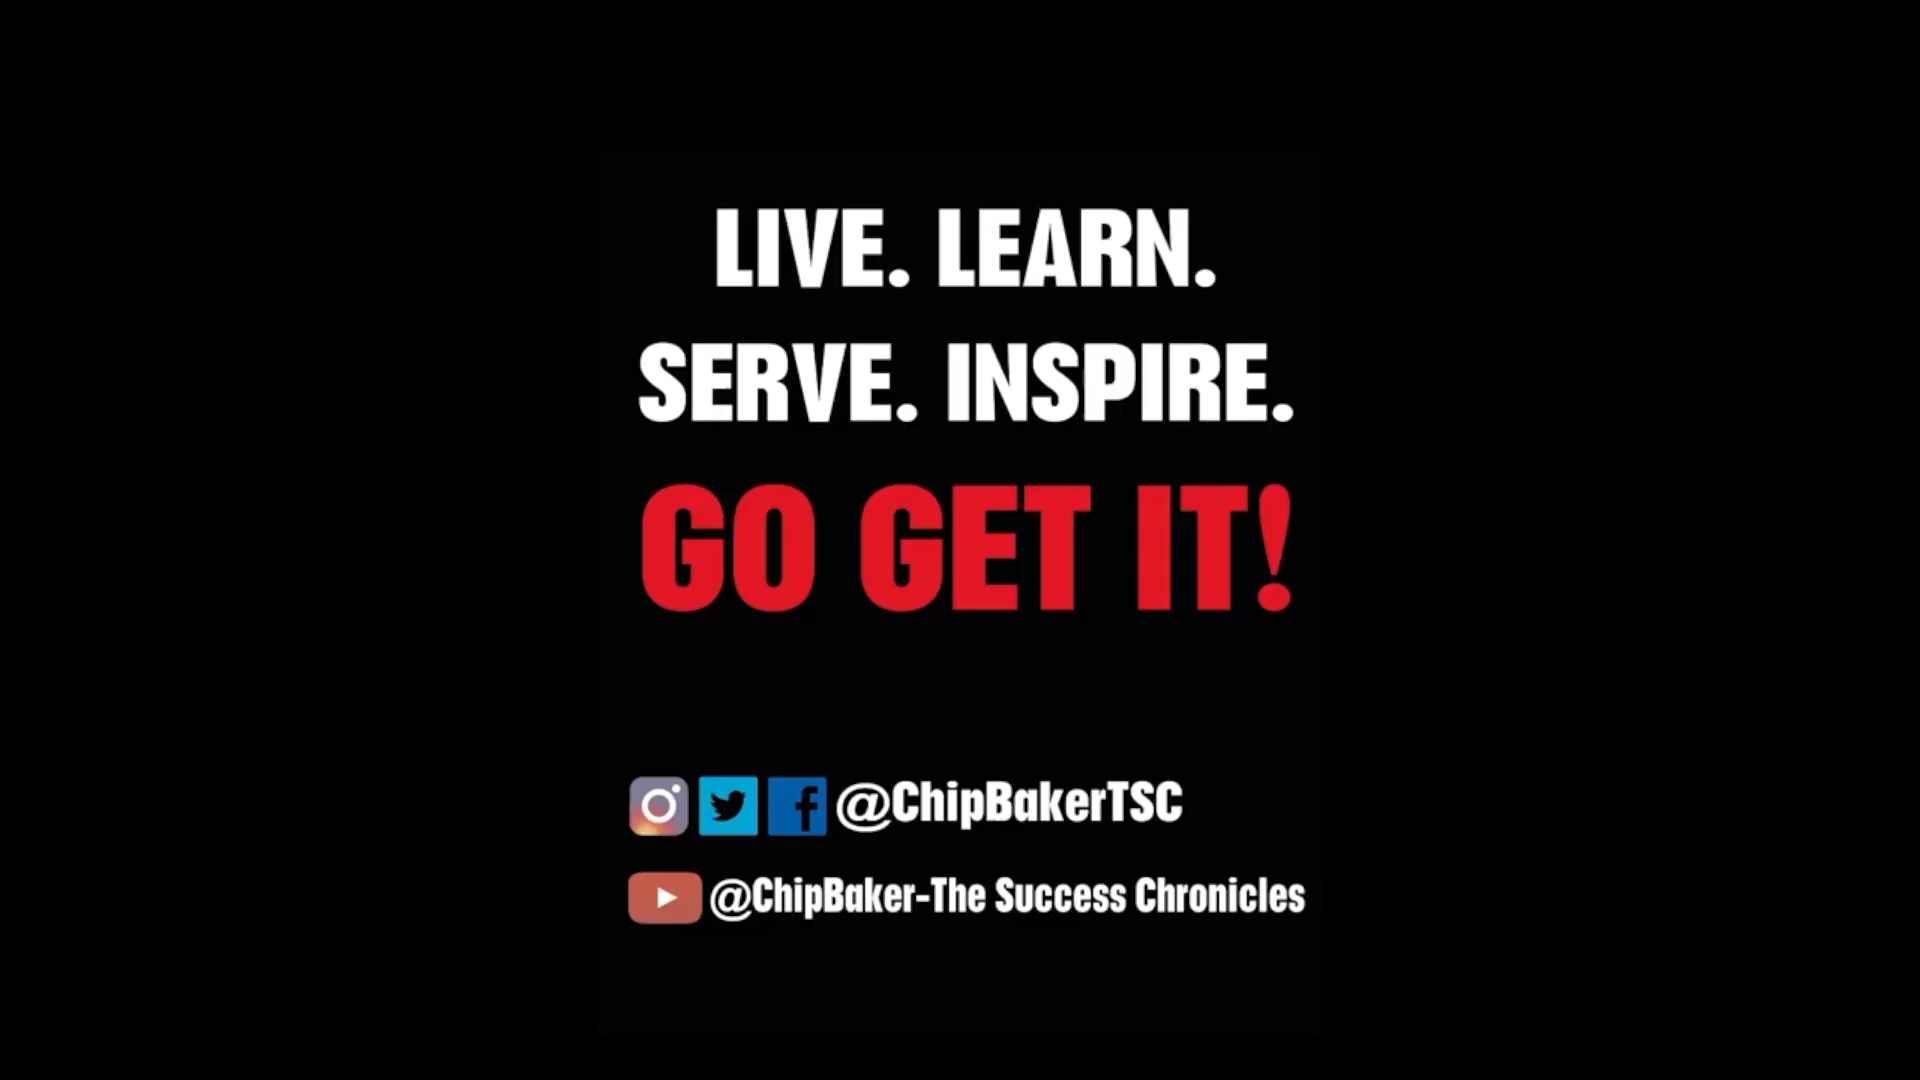 LIVE. LEARN.
SERVE. INSPIRE.
GO GET IT!
@ChipBakerTSC
@ChipBaker-The Success Chronicles